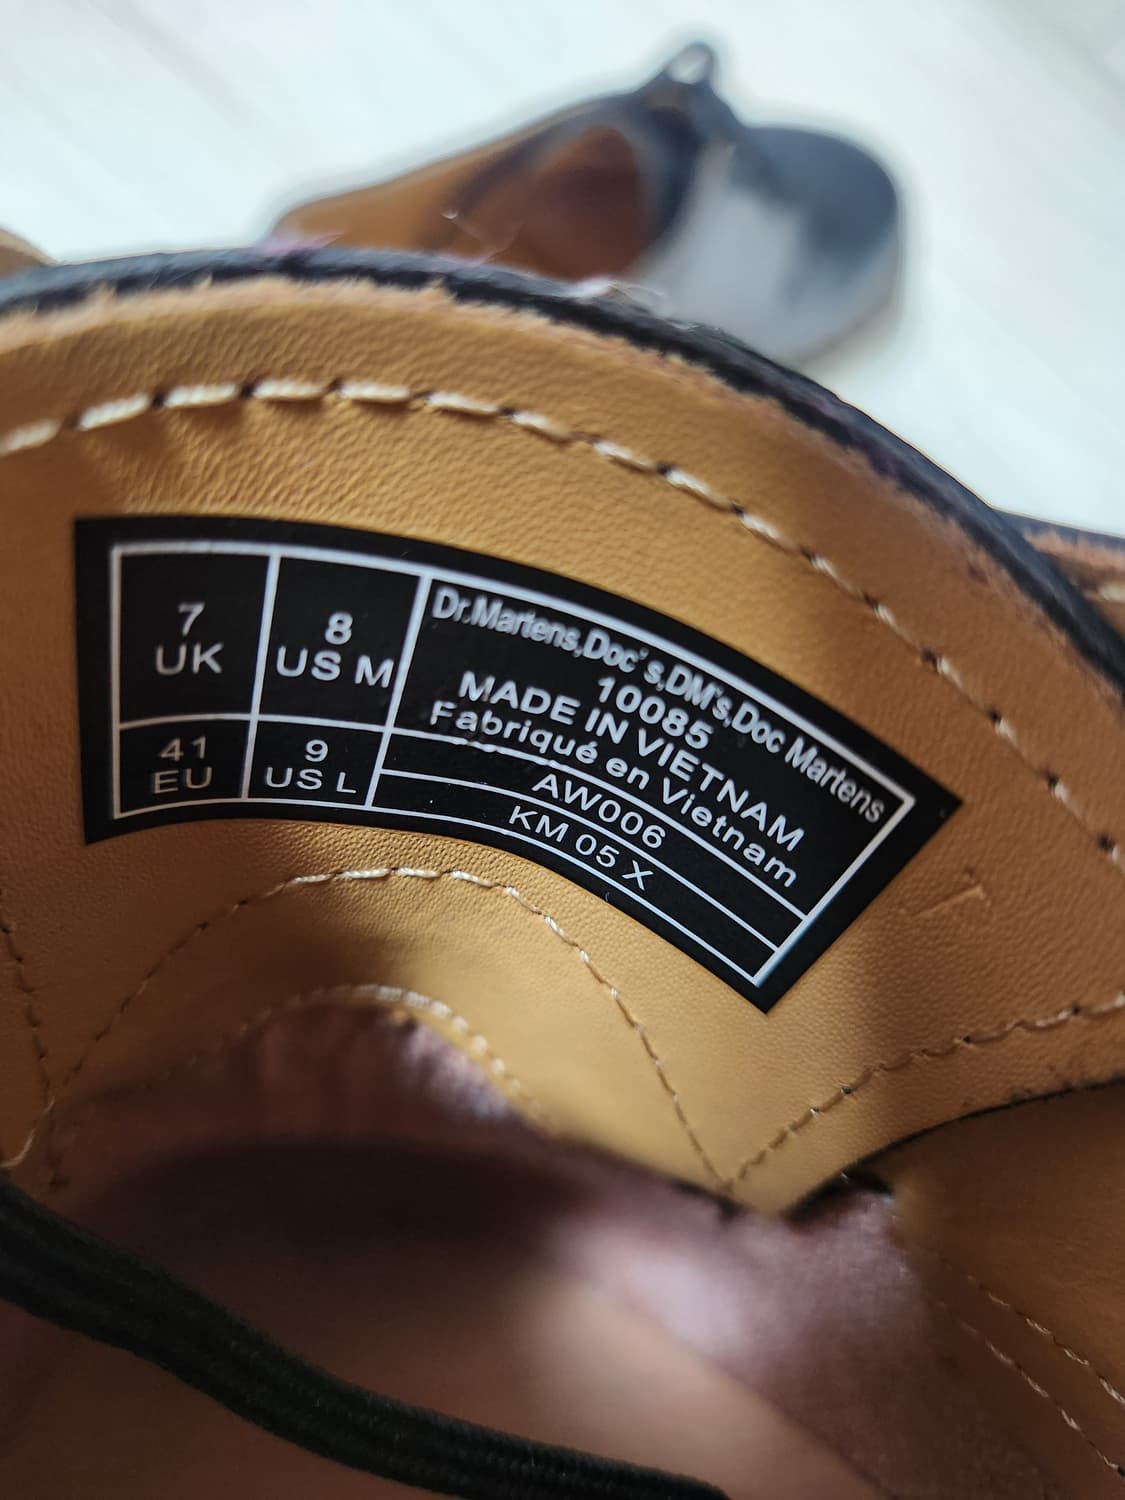 7
UK
8
US M
41
EU
9
US L
Dr.Martens,Doc's,DM's,Doc Martens
10085
MADE IN VIETNAM
Fabriqué en Vietnam
AW006
KM 05 X